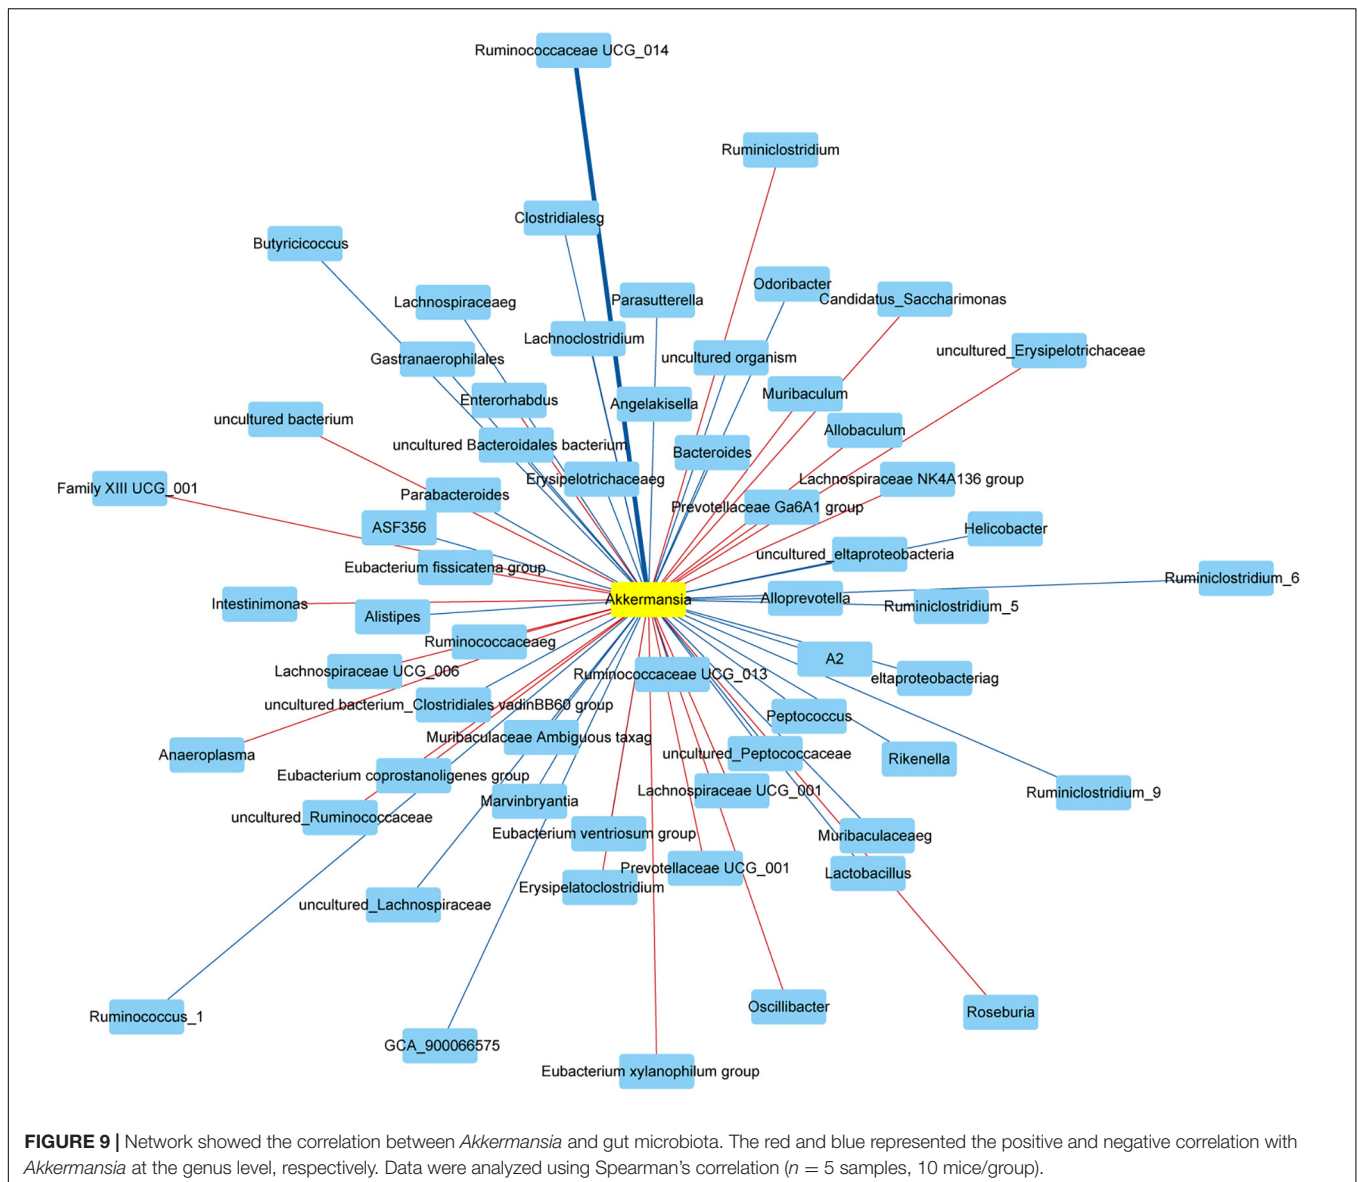 Ruminococcaceae UCG_014
Ruminiclostridium
Clostridialesg
Butyricicoccus
Odoribacter
Candidatus_Saccharimonas
Parasutterella
Lachnospiraceaeg
Lachnoclostridium
uncultured_Erysipelotrichaceae
uncultured organism
Gastranaerophilales
Muribaculum
Enterorhabdus
Angelakisella
uncultured bacterium
Allobaculum
uncultured Bacteroidales bacterium
Bacteroides
Erysipelotrichaceaeg
Lachnospiraceae NK4A136 group
Family XIII UCG_001
Parabacteroides
Prevotellaceae Ga6A1 group
ASF356
Helicobacter
uncultured_eltaproteobacteria
Eubacterium fissicatena group
Ruminiclostridium_6
Akkermansia
Alloprevotella
Intestinimonas
Ruminiclostridium_5
Alistipes
Ruminococcaceaeg
A2
Lachnospiraceae UCG_006
Ruminococcaceae UCG_013
eltaproteobacteriag
uncultured bacterium_Clostridiales vadinBB60 group
Peptococcus
Muribaculaceae Ambiguous taxag
Anaeroplasma
uncultured_Peptococcaceae
Rikenella
Eubacterium coprostanoligenes group
Lachnospiraceae UCG_001
Ruminiclostridium_9
Marvinbryantia
uncultured_Ruminococcaceae
Eubacterium ventriosum group
Muribaculaceaeg
Prevotellaceae UCG_001
Lactobacillus
Erysipelatoclostridium
uncultured_Lachnospiraceae
Oscillibacter
Roseburia
Ruminococcus_1
GCA_900066575
Eubacterium xylanophilum group
FIGURE 9 | Network showed the correlation between Akkermansia and gut microbiota. The red and blue represented the positive and negative correlation with
Akkermansia at the genus level, respectively. Data were analyzed using Spearman's correlation (n = 5 samples, 10 mice/group).